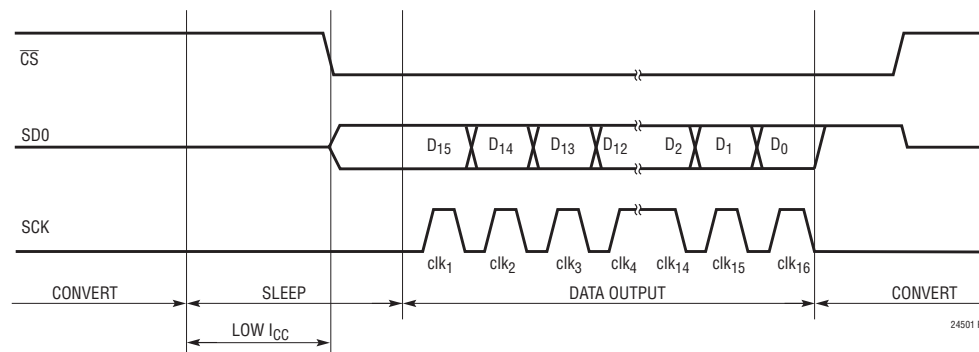 CS
SD0
D15 D14 D13 D12 D2 D1 D0
SCK
clk1 clk2 clk3 clk4 clk14 clk15 clk16
CONVERT SLEEP DATA OUTPUT CONVERT
LOW ICC
24501